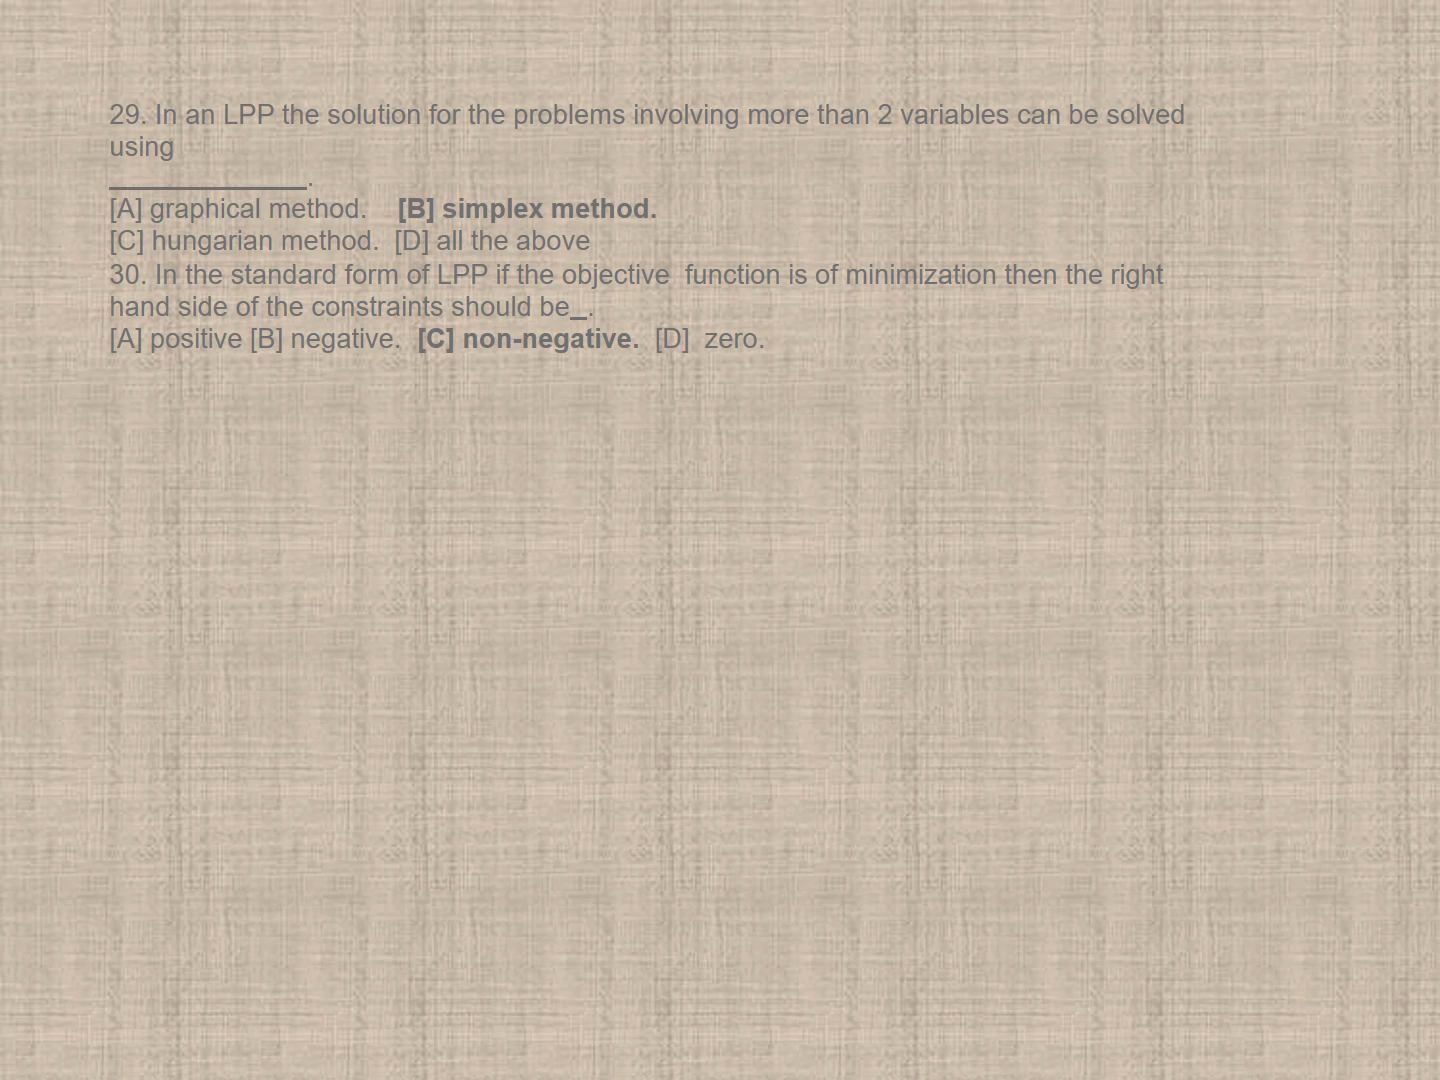 29. In an LPP the solution for the problems involving more than 2 variables can be solved
using
_____________.
[A] graphical method.    [B] simplex method.
[C] hungarian method.  [D] all the above
30. In the standard form of LPP if the objective  function is of minimization then the right
hand side of the constraints should be_.
[A] positive [B] negative.  [C] non-negative.  [D]  zero.